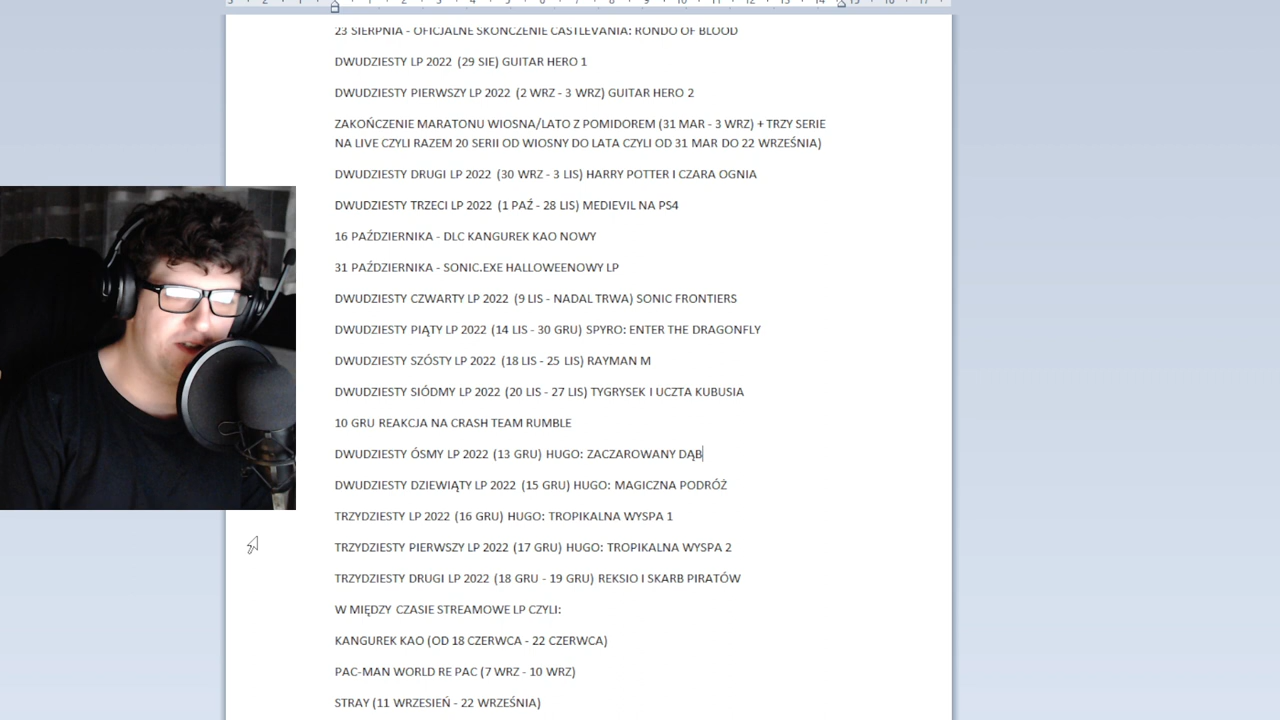 23 SIERPNIA - OFICJALNE SKOŃCZENIE CASTLEVANIA: RONDO OF BLOOD
DWUDZIESTY LP 2022 (29 SIE) GUITAR HERO 1
DWUDZIESTY PIERWSZY LP 2022 (2 WRZ - 3 WRZ) GUITAR HERO 2
ZAKOŃCZENIE MARATONU WIOSNA/LATO Z POMIDOREM (31 MAR - 3 WRZ) + TRZY SERIE
NA LIVE CZYLI RAZEM 20 SERII OD WIOSNY DO LATA CZYLI OD 31 MAR DO 22 WRZEŚNIA)
DWUDZIESTY DRUGI LP 2022 (30 WRZ - 3 LIS) HARRY POTTER I CZARA OGNIA
DWUDZIESTY TRZECI LP 2022 (1 PAŹ - 28 LIS) MEDIEVIL NA PS4
16 PAŹDZIERNIKA - DLC KANGUREK KAO NOWY
31 PAŹDZIERNIKA - SONIC.EXE HALLOWEENOWY LP
DWUDZIESTY CZWARTY LP 2022 (9 LIS - NADAL TRWA) SONIC FRONTIERS
DWUDZIESTY PIĄTY LP 2022 (14 LIS - 30 GRU) SPYRO: ENTER THE DRAGONFLY
DWUDZIESTY SZÓSTY LP 2022 (18 LIS - 25 LIS) RAYMAN M
DWUDZIESTY SIÓDMY LP 2022 (20 LIS - 27 LIS) TYGRYSEK I UCZTA KUBUSIA
10 GRU REAKCJA NA CRASH TEAM RUMBLE
DWUDZIESTY ÓSMY LP 2022 (13 GRU) HUGO: ZACZAROWANY DĄB
DWUDZIESTY DZIEWIĄTY LP 2022 (15 GRU) HUGO: MAGICZNA PODRÓŻ
TRZYDZIESTY LP 2022 (16 GRU) HUGO: TROPIKALNA WYSPA 1
TRZYDZIESTY PIERWSZY LP 2022 (17 GRU) HUGO: TROPIKALNA WYSPA 2
TRZYDZIESTY DRUGI LP 2022 (18 GRU - 19 GRU) REKSIO I SKARB PIRATÓW
W MIĘDZY CZASIE STREAMOWE LP CZYLI:
KANGUREK KAO (OD 18 CZERWCA - 22 CZERWCA)
PAC-MAN WORLD RE PAC (7 WRZ - 10 WRZ)
STRAY (11 WRZESIEŃ - 22 WRZEŚNIA)